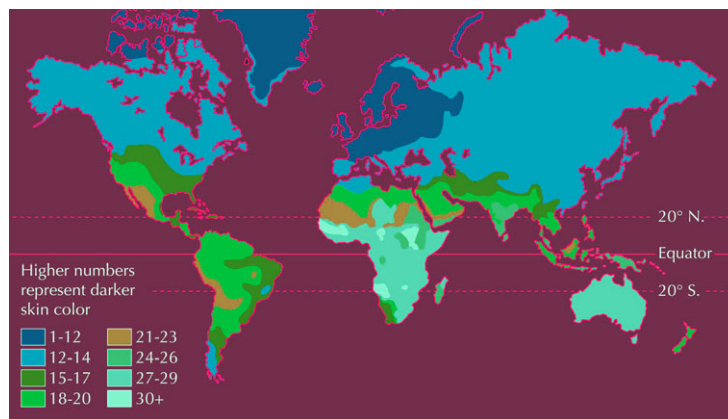 20° N.
Equator
20° S.
Higher numbers
represent darker
skin color
1-12
21-23
12-14
24-26
15-17
27-29
18-20
30+